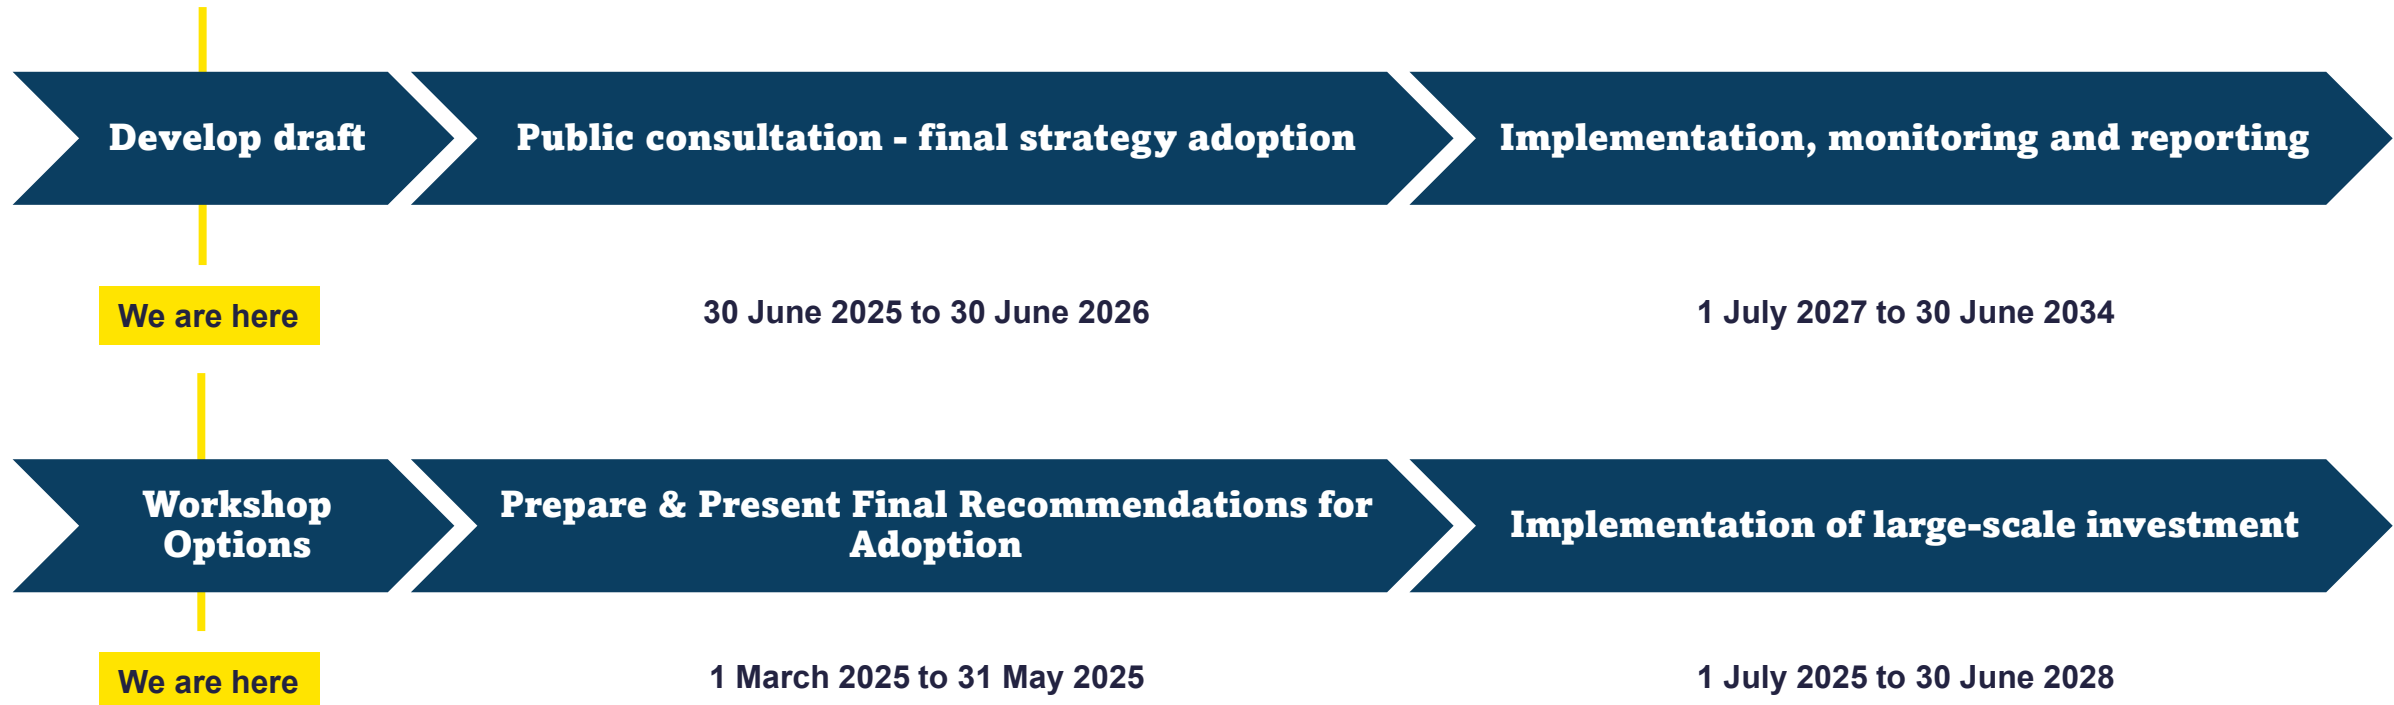 Develop draft
Public consultation - final strategy adoption
Implementation, monitoring and reporting
We are here
30 June 2025 to 30 June 2026
1 July 2027 to 30 June 2034
Workshop
Options
Prepare & Present Final Recommendations for
Adoption
Implementation of large-scale investment
We are here
1 March 2025 to 31 May 2025
1 July 2025 to 30 June 2028